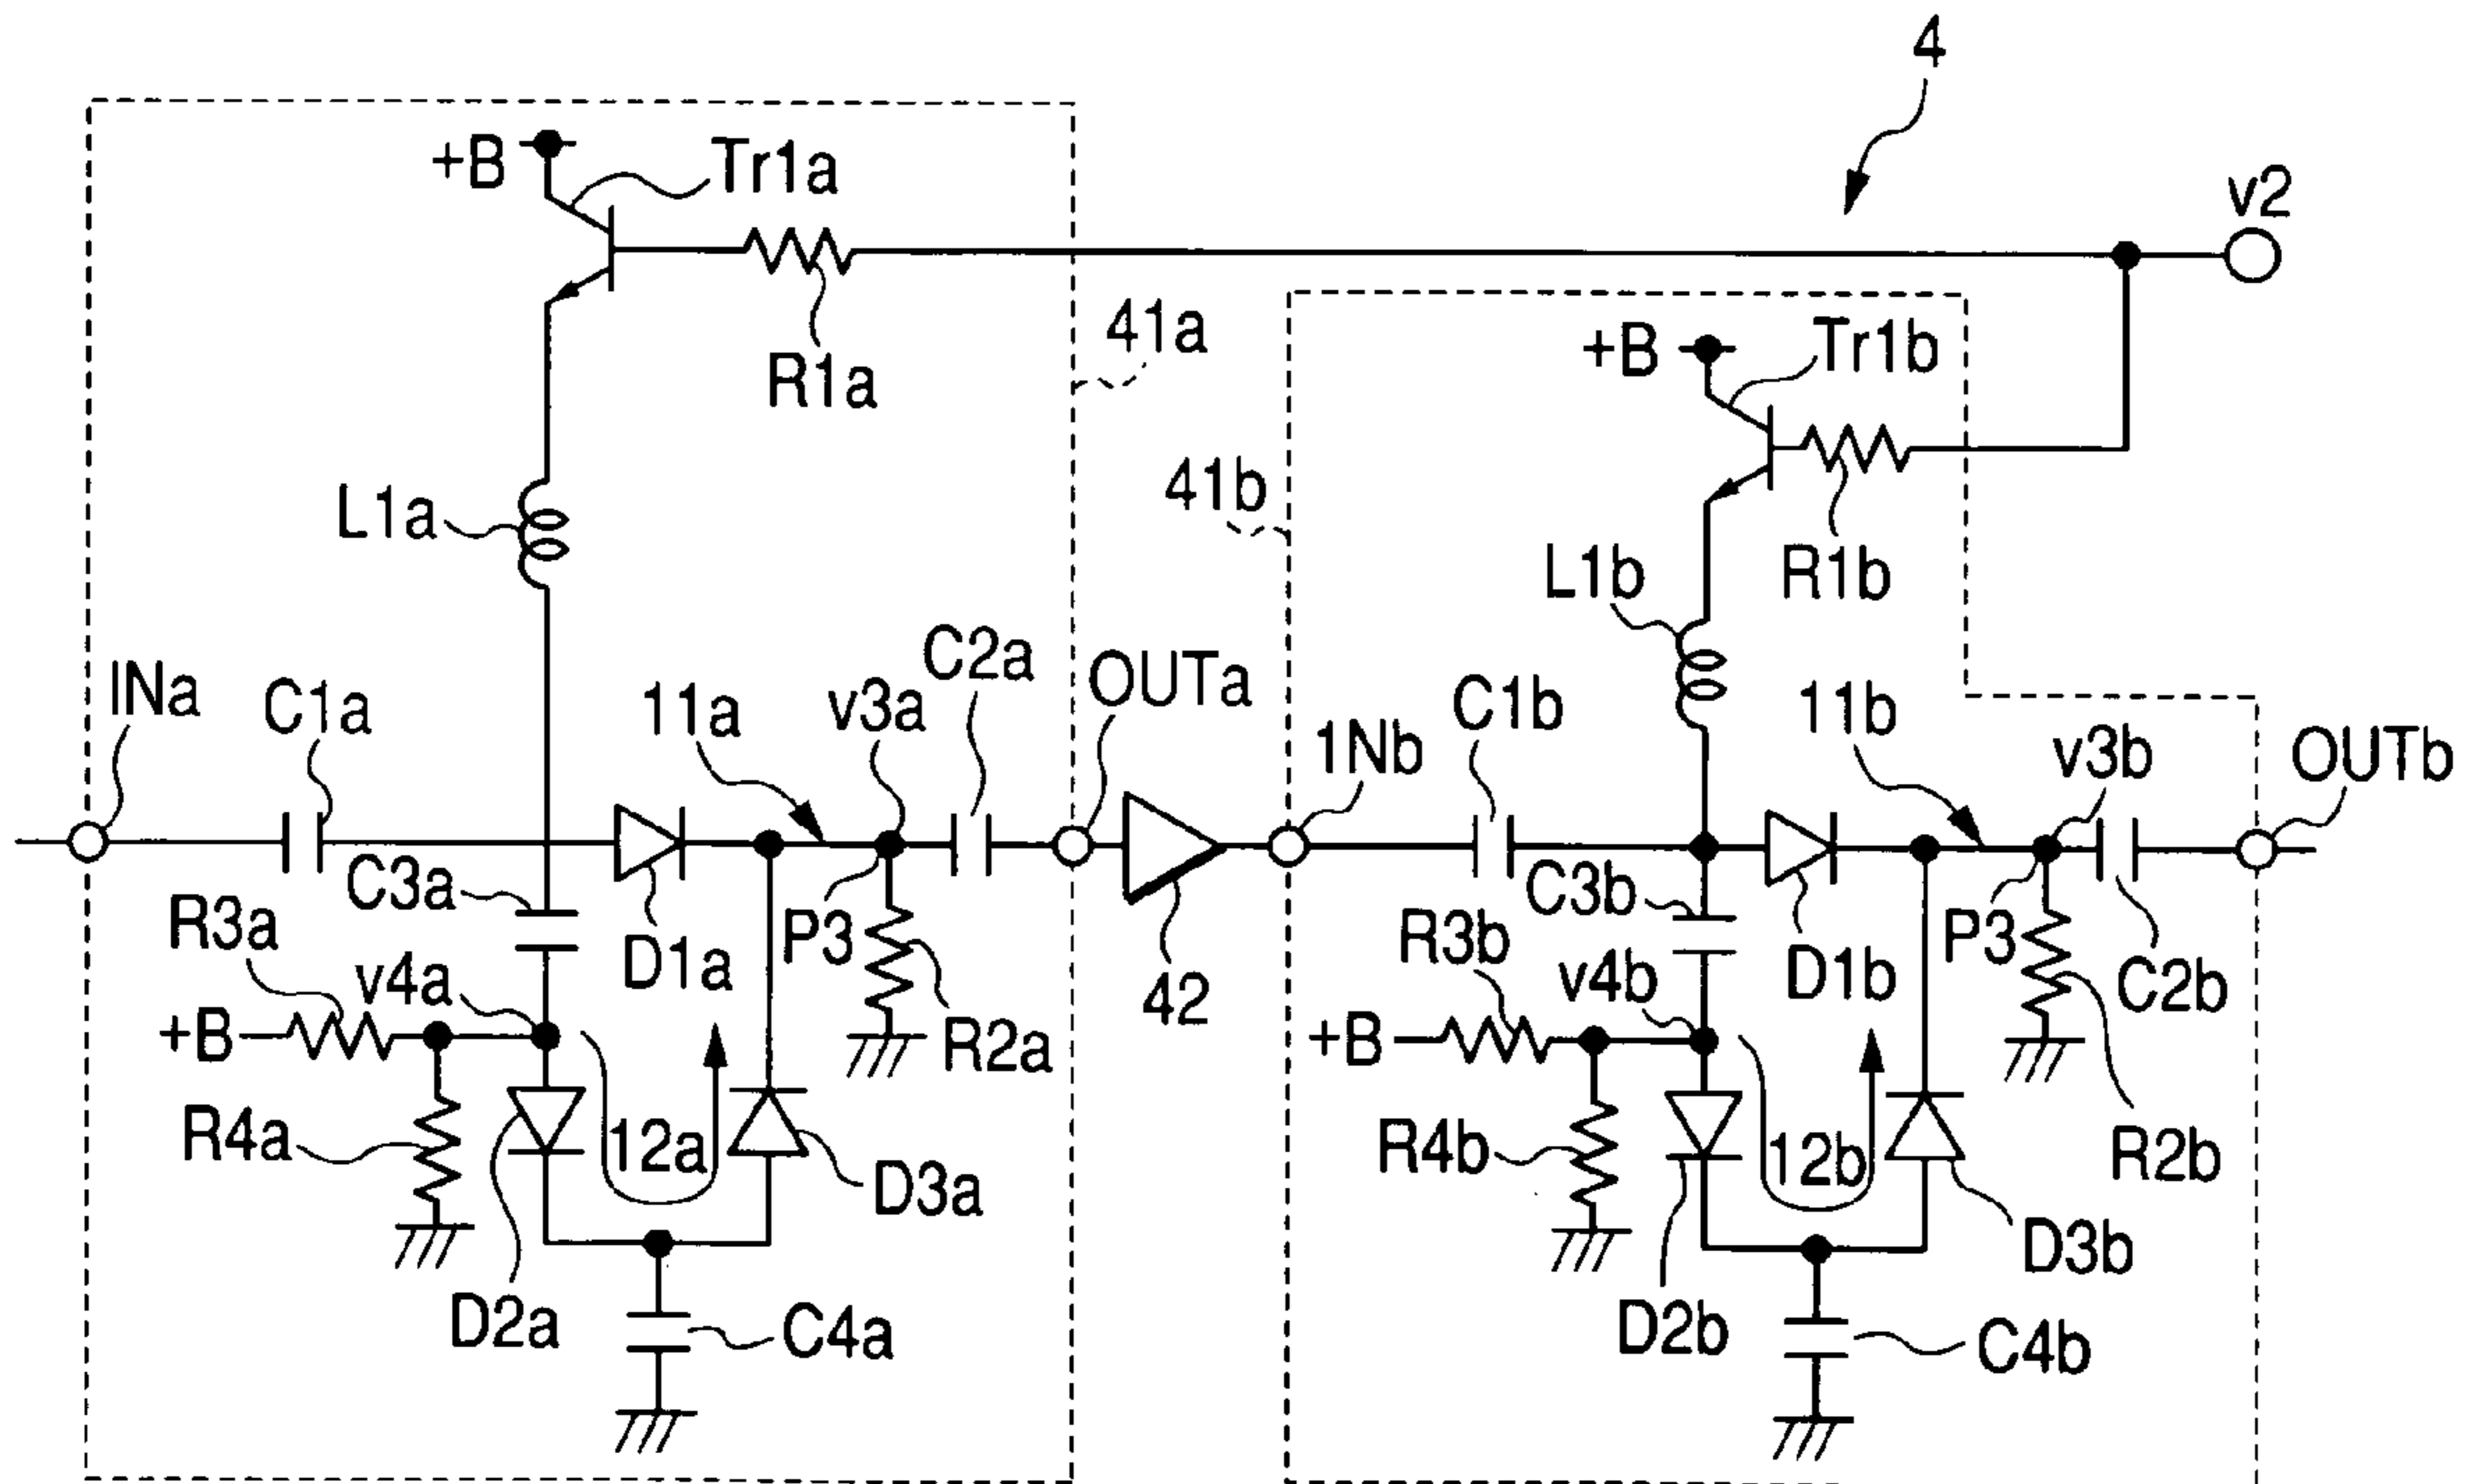 4
+B
Tr1a
v2
R1a
41a
+B
Tr1b
41b
L1a
L1b
R1b
INa
C1a
11a
v3a
C2a
OUTa
1Nb
C1b
11b
v3b
OUTb
C3a
R3a
D1a
P3
C3b
R3b
D1b
P3
v4a
42
v4b
C2b
+B
R2a
+B
R4a
12a
D3a
R4b
12b
R2b
D3b
D2a
C4a
D2b
C4b